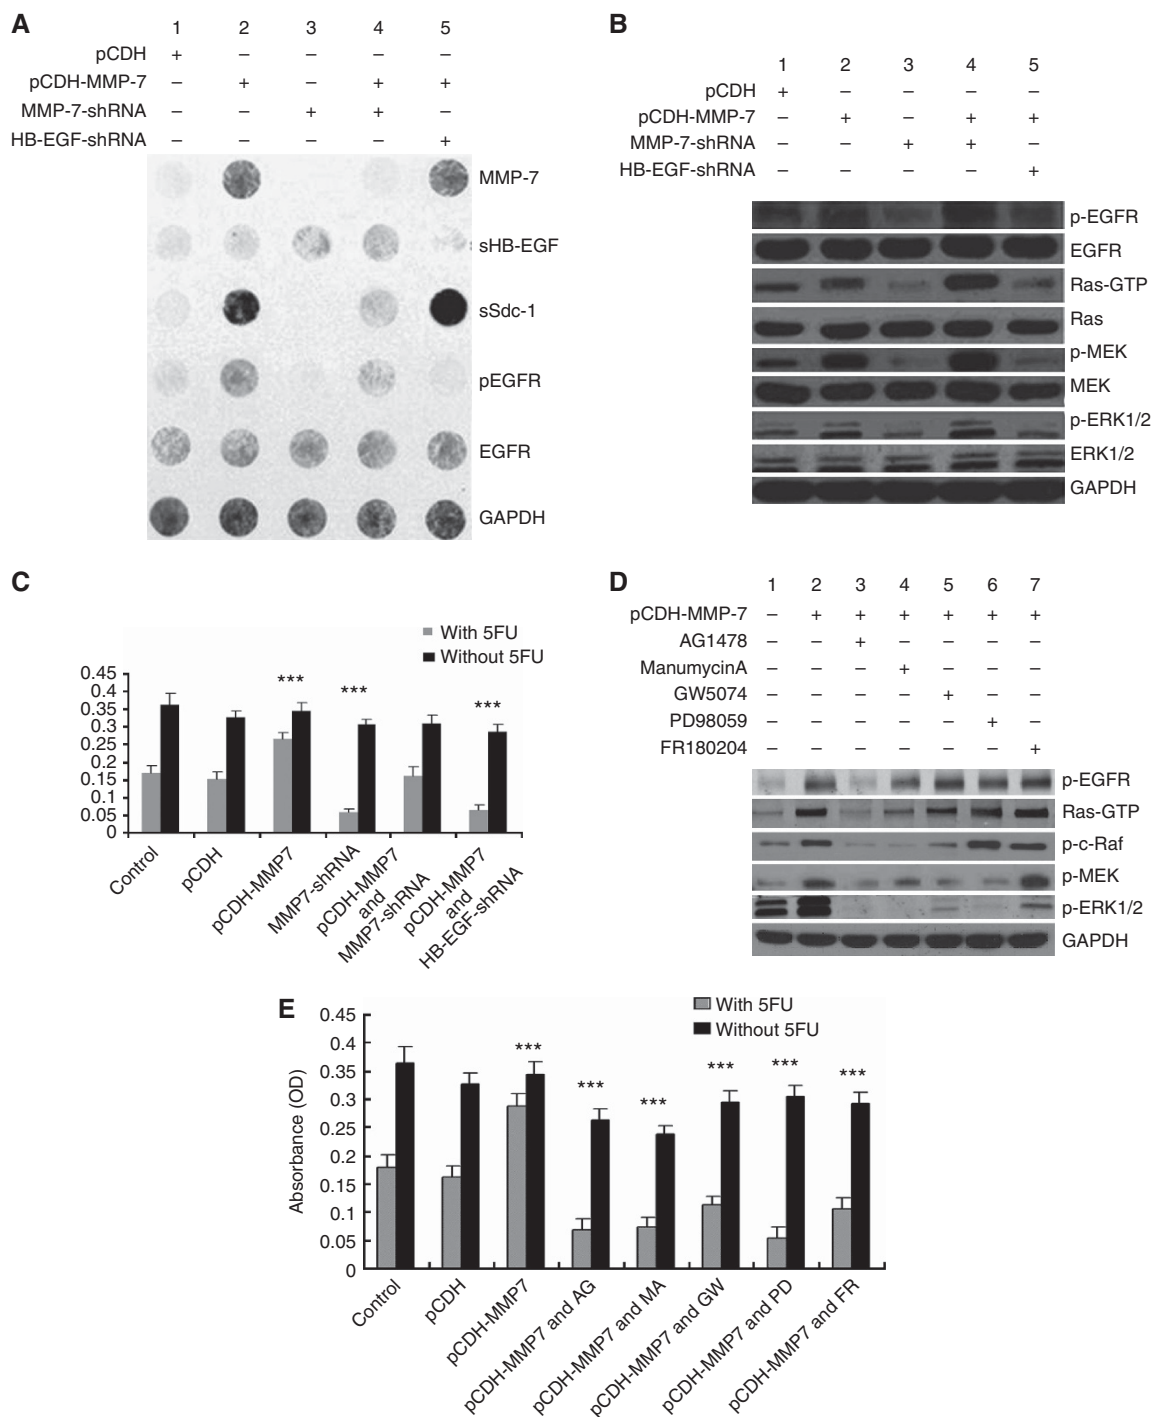 A
1 2 3 4 5
pCDH + – – – –
pCDH-MMP-7 – + – + +
MMP-7-shRNA – – + + –
HB-EGF-shRNA – – – – +
MMP-7
sHB-EGF
sSdc-1
pEGFR
EGFR
GAPDH
B
1 2 3 4 5
pCDH + – – – –
pCDH-MMP-7 – + – + +
MMP-7-shRNA – – + + –
HB-EGF-shRNA – – – – +
p-EGFR
EGFR
Ras-GTP
Ras
p-MEK
MEK
p-ERK1/2
ERK1/2
GAPDH
C
With 5FU
Without 5FU
0.45
0.4
0.35
0.3
0.25
0.2
0.15
0.1
0.05
0
*** *** ***
Control
pCDH
pCDH-MMP7
MMP7-shRNA
pCDH-MMP7
and
MMP7-shRNA
pCDH-MMP7
and
HB-EGF-shRNA
D
1 2 3 4 5 6 7
pCDH-MMP-7 – + + + + + +
AG1478 – – + – – – –
ManumycinA – – – + – – –
GW5074 – – – – + – –
PD98059 – – – – – + –
FR180204 – – – – – – +
p-EGFR
Ras-GTP
p-c-Raf
p-MEK
p-ERK1/2
GAPDH
E
With 5FU
Without 5FU
Absorbance (OD)
0.45
0.4
0.35
0.3
0.25
0.2
0.15
0.1
0.05
0
*** *** *** *** *** ***
Control
pCDH
pCDH-MMP7
pCDH-MMP7 and AG
pCDH-MMP7 and MA
pCDH-MMP7 and GW
pCDH-MMP7 and PD
pCDH-MMP7 and FR